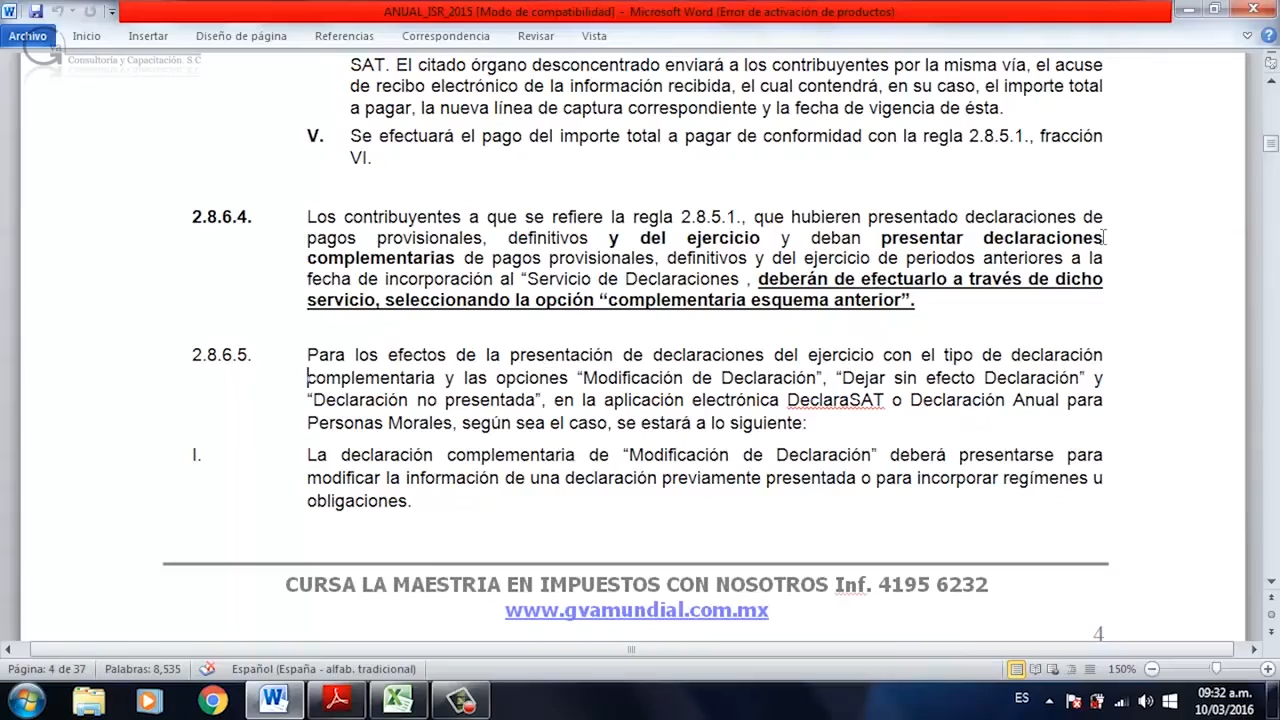 ANUAL_ISR_2015 [Modo de compatibilidad] - Microsoft Word (Error de activación de productos)
Archivo Inicio Insertar Diseño de página Referencias Correspondencia Revisar Vista
Consultoría y Capacitación. S.C
SAT. El citado órgano desconcentrado enviará a los contribuyentes por la misma vía, el acuse
de recibo electrónico de la información recibida, el cual contendrá, en su caso, el importe total
a pagar, la nueva línea de captura correspondiente y la fecha de vigencia de ésta.
V. Se efectuará el pago del importe total a pagar de conformidad con la regla 2.8.5.1., fracción
VI.
2.8.6.4. Los contribuyentes a que se refiere la regla 2.8.5.1., que hubieren presentado declaraciones de
pagos provisionales, definitivos y del ejercicio y deban presentar declaraciones
complementarias de pagos provisionales, definitivos y del ejercicio de periodos anteriores a la
fecha de incorporación al “Servicio de Declaraciones , deberán de efectuarlo a través de dicho
servicio, seleccionando la opción “complementaria esquema anterior”.
2.8.6.5. Para los efectos de la presentación de declaraciones del ejercicio con el tipo de declaración
complementaria y las opciones “Modificación de Declaración”, “Dejar sin efecto Declaración” y
“Declaración no presentada”, en la aplicación electrónica DeclaraSAT o Declaración Anual para
Personas Morales, según sea el caso, se estará a lo siguiente:
I. La declaración complementaria de “Modificación de Declaración” deberá presentarse para
modificar la información de una declaración previamente presentada o para incorporar regímenes u
obligaciones.
CURSA LA MAESTRIA EN IMPUESTOS CON NOSOTROS Inf. 4195 6232
www.gvamundial.com.mx
4
Página: 4 de 37 Palabras: 8,535 Español (España - alfab. tradicional) 150%
ES 09:32 a.m.
10/03/2016